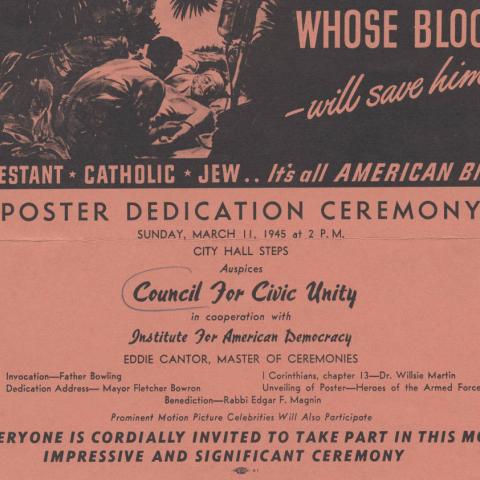 WHOSE BLOO
—will save him
ESTANT ★ CATHOLIC ★ JEW.. It's all AMERICAN B
POSTER DEDICATION CEREMONY
SUNDAY, MARCH 11, 1945 at 2 P. M.
CITY HALL STEPS
Auspices
Council For Civic Unity
in cooperation with
Institute For American Democracy
EDDIE CANTOR, MASTER OF CEREMONIES
Invocation—Father Bowling
I Corinthians, chapter 13—Dr. Willsie Martin
Dedication Address— Mayor Fletcher Bowron
Unveiling of Poster—Heroes of the Armed Force
Benediction—Rabbi Edgar F. Magnin
Prominent Motion Picture Celebrities Will Also Participate
ERYONE IS CORDIALLY INVITED TO TAKE PART IN THIS MO
IMPRESSIVE AND SIGNIFICANT CEREMONY